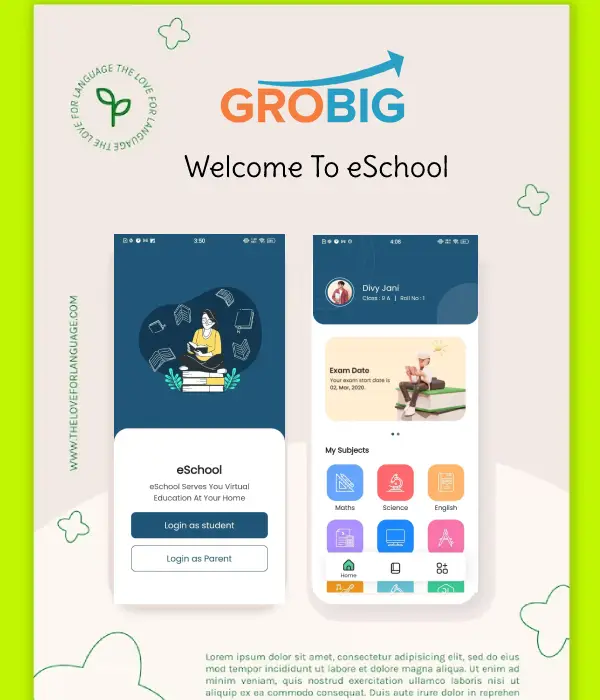 THE LOVE FOR LANGUAGE THE LOVE FOR LANGUAGE
GROBIG
Welcome To eSchool
WWW.THELOVEFORLANGUAGE.COM
3:50
eSchool
eSchool Serves You Virtual
Education At Your Home
Login as student
Login as Parent
4:06
Divy Jani
Class : 9 A | Roll No : 1
Exam Date
Your exam start date is
02, Mar, 2020.
My Subjects
Maths
Science
English
Home
Lorem ipsum dolor sit amet, consectetur adipisicing elit, sed do eius
mod tempor incididunt ut labore et dolore magna aliqua. Ut enim ad
minim veniam, quis nostrud exercitation ullamco laboris nisi ut
aliquip ex ea commodo consequat. Duis aute irure dolor in reprehen